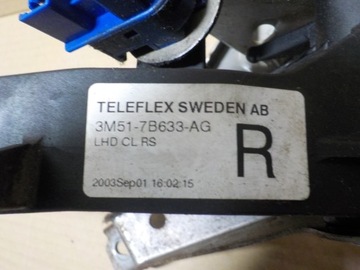 TELEFLEX SWEDEN AB
3M51-7B633-AG
LHD CL RS
R
2003Sep01 16:02:15